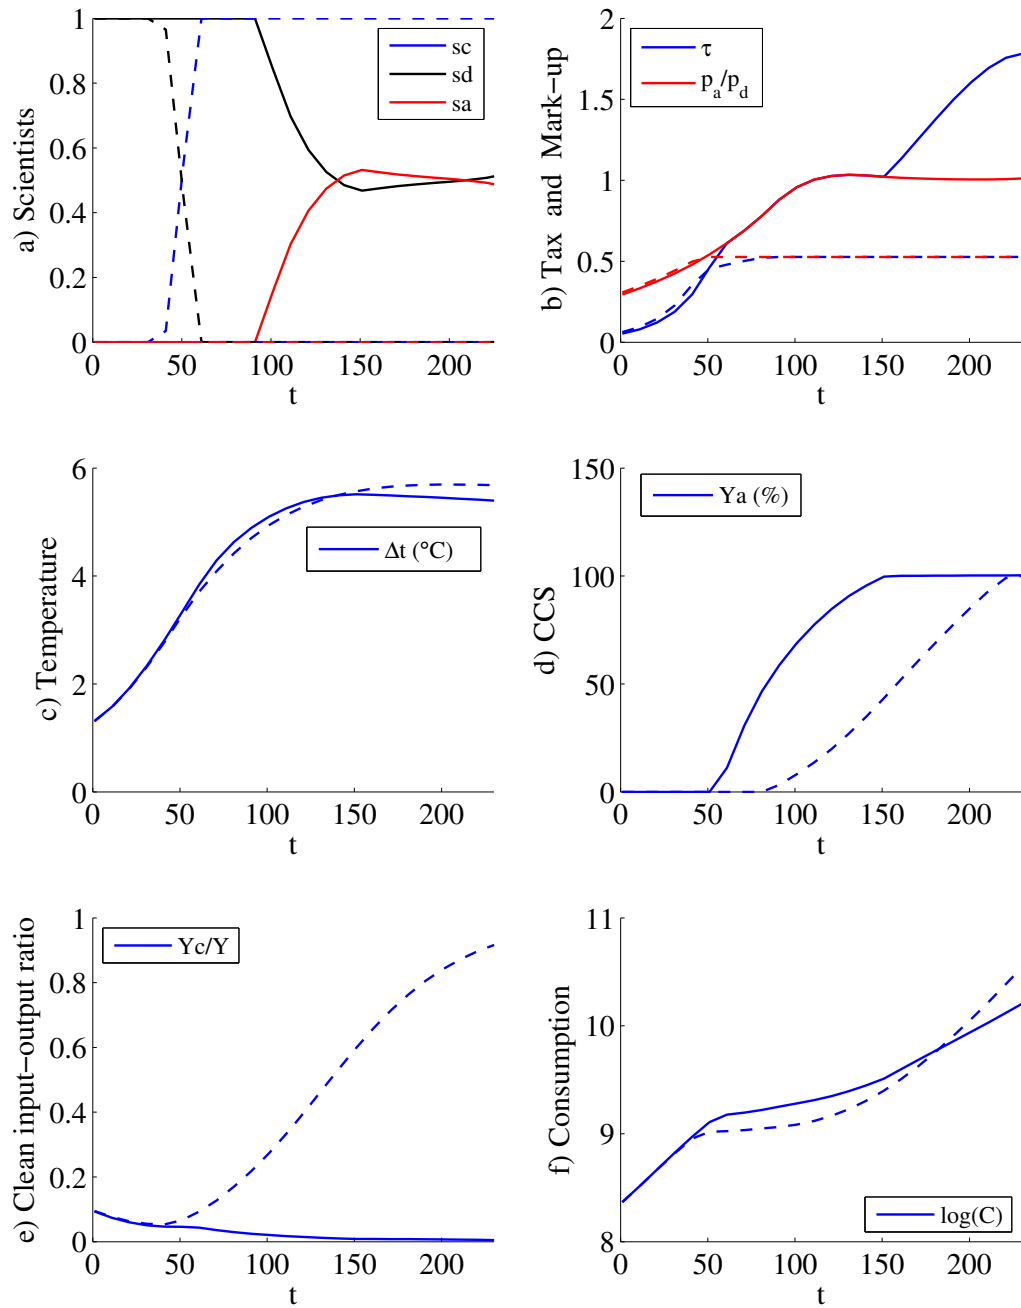 a) Scientists
1
0.8
0.6
0.4
0.2
0
0 50 100 150 200
t
sc
sd
sa
b) Tax and Mark-up
2
1.5
1
0.5
0
0 50 100 150 200
t
τ
p_a/p_d
c) Temperature
6
4
2
0
0 50 100 150 200
t
Δt (°C)
d) CCS
150
100
50
0
0 50 100 150 200
t
Ya (%)
e) Clean input-output ratio
1
0.8
0.6
0.4
0.2
0
0 50 100 150 200
t
Yc/Y
f) Consumption
11
10
9
8
0 50 100 150 200
t
log(C)